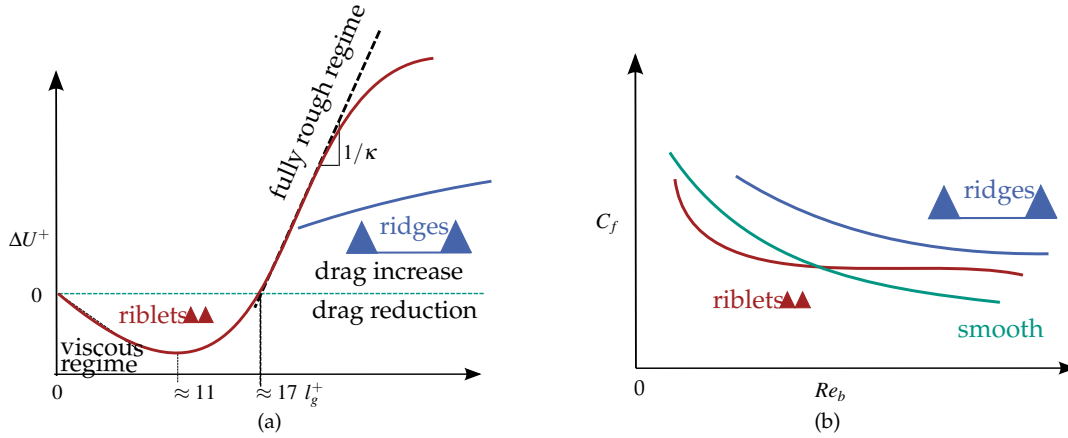 fully rough regime
1/κ
ΔU⁺
ridges
drag increase
0
riblets
drag reduction
viscous
regime
0
≈ 11
≈ 17
l_g⁺
(a)
C_f
ridges
riblets
smooth
0
Re_b
(b)